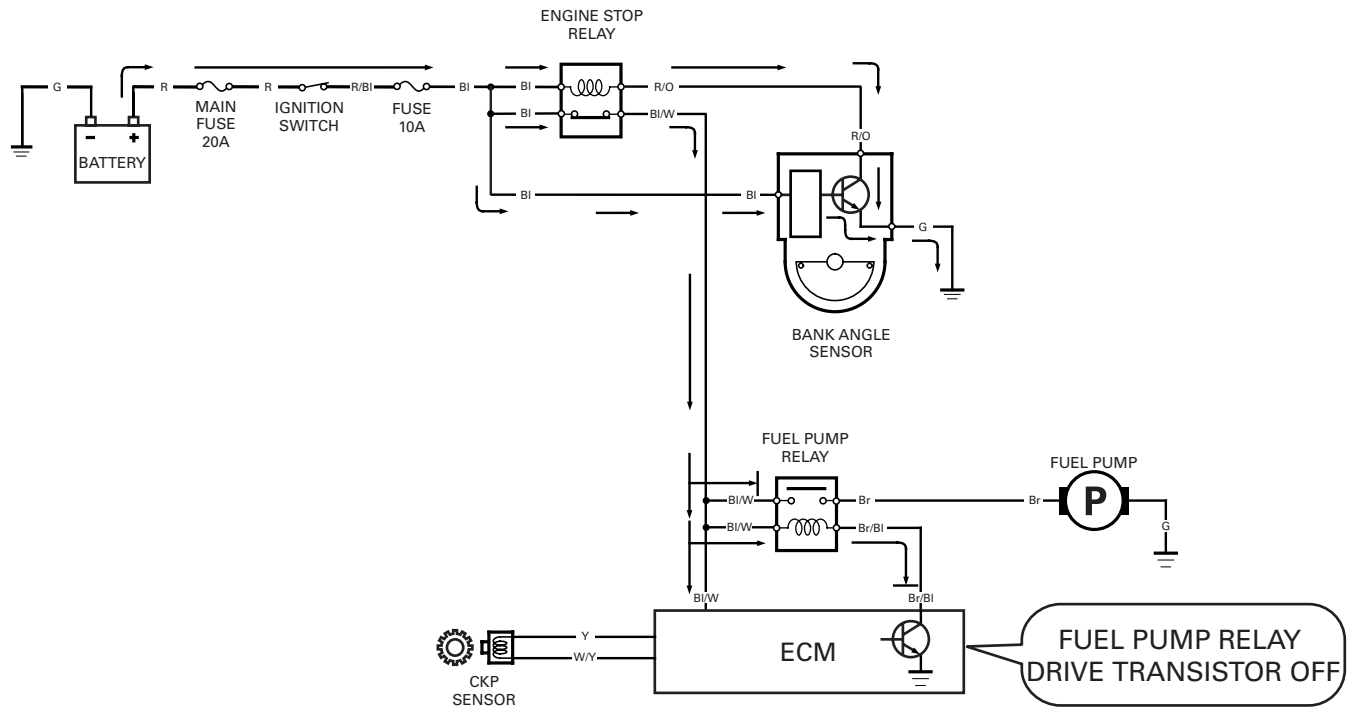 ENGINE STOP
RELAY
G
R
R
R/Bl
Bl
Bl
R/O
MAIN
FUSE
20A
IGNITION
SWITCH
FUSE
10A
Bl
Bl/W
- +
BATTERY
R/O
Bl
Bl
G
BANK ANGLE
SENSOR
FUEL PUMP
RELAY
FUEL PUMP
Bl/W
Br
Br
P
Bl/W
Br/Bl
G
Bl/W
Br/Bl
Y
W/Y
ECM
CKP
SENSOR
FUEL PUMP RELAY
DRIVE TRANSISTOR OFF